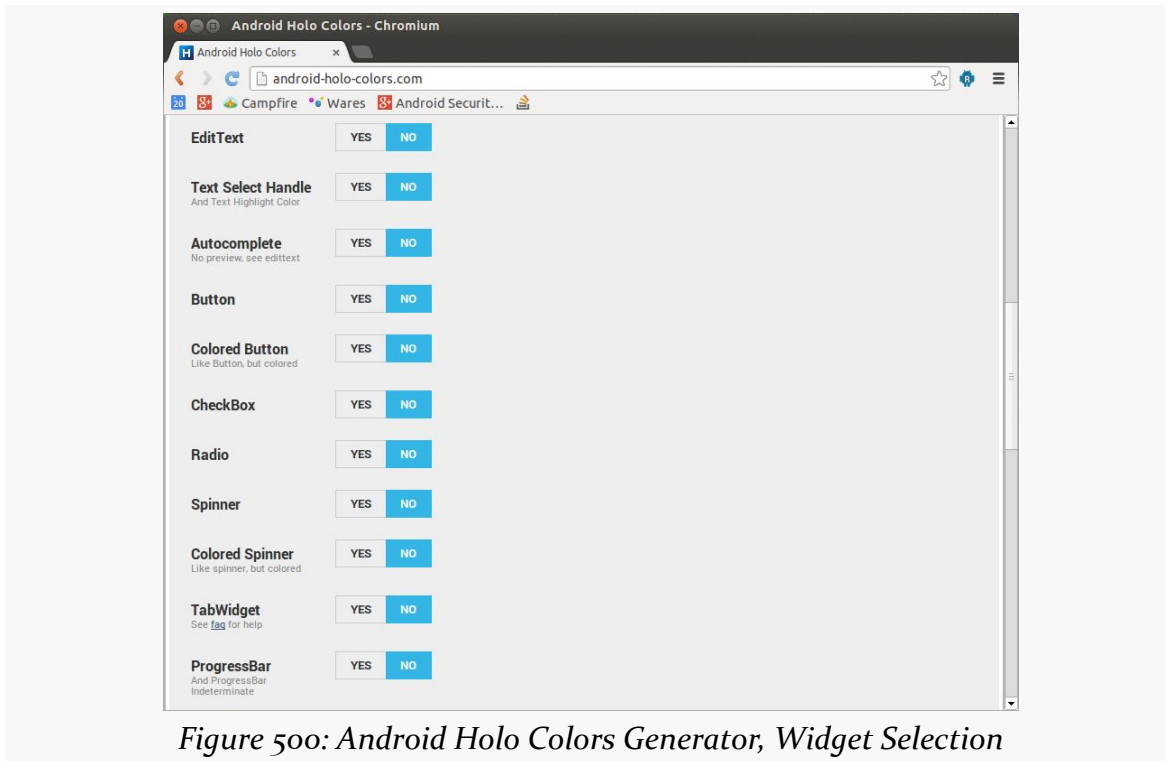 Android Holo Colors - Chromium
H Android Holo Colors ×
android-holo-colors.com
20 8+ Campfire Wares 8+ Android Securit...
EditText YES NO
Text Select Handle YES NO
And Text Highlight Color
Autocomplete YES NO
No preview, see edittext
Button YES NO
Colored Button YES NO
Like Button, but colored
CheckBox YES NO
Radio YES NO
Spinner YES NO
Colored Spinner YES NO
Like spinner, but colored
TabWidget YES NO
See faq for help
ProgressBar YES NO
And ProgressBar
Indeterminate
Figure 500: Android Holo Colors Generator, Widget Selection